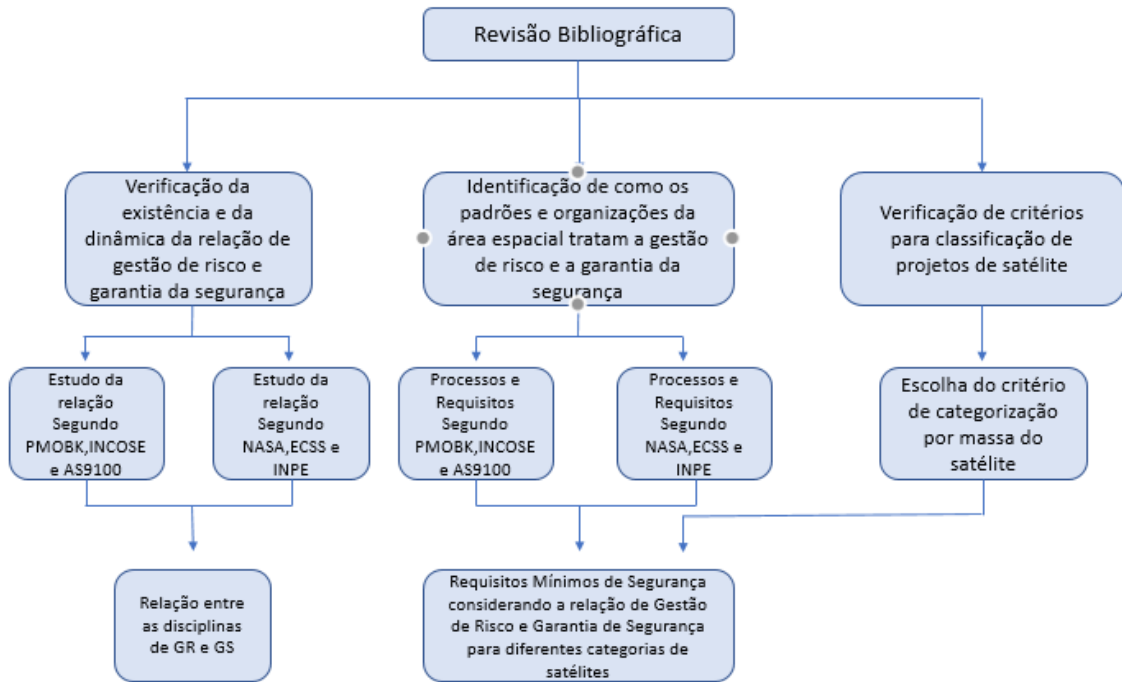 Revisão Bibliográfica
Verificação da
existência e da
dinâmica da relação de
gestão de risco e
garantia da segurança
Identificação de como os
padrões e organizações da
área espacial tratam a gestão
de risco e a garantia da
segurança
Verificação de critérios
para classificação de
projetos de satélite
Estudo da
relação
Segundo
PMOBK,INCOSE
e AS9100
Estudo da
relação
Segundo
NASA,ECSS e
INPE
Processos e
Requisitos
Segundo
PMOBK,INCOSE
e AS9100
Processos e
Requisitos
Segundo
NASA,ECSS e
INPE
Escolha do critério
de categorização
por massa do
satélite
Relação entre
as disciplinas
de GR e GS
Requisitos Mínimos de Segurança
considerando a relação de Gestão
de Risco e Garantia de Segurança
para diferentes categorias de
satélites